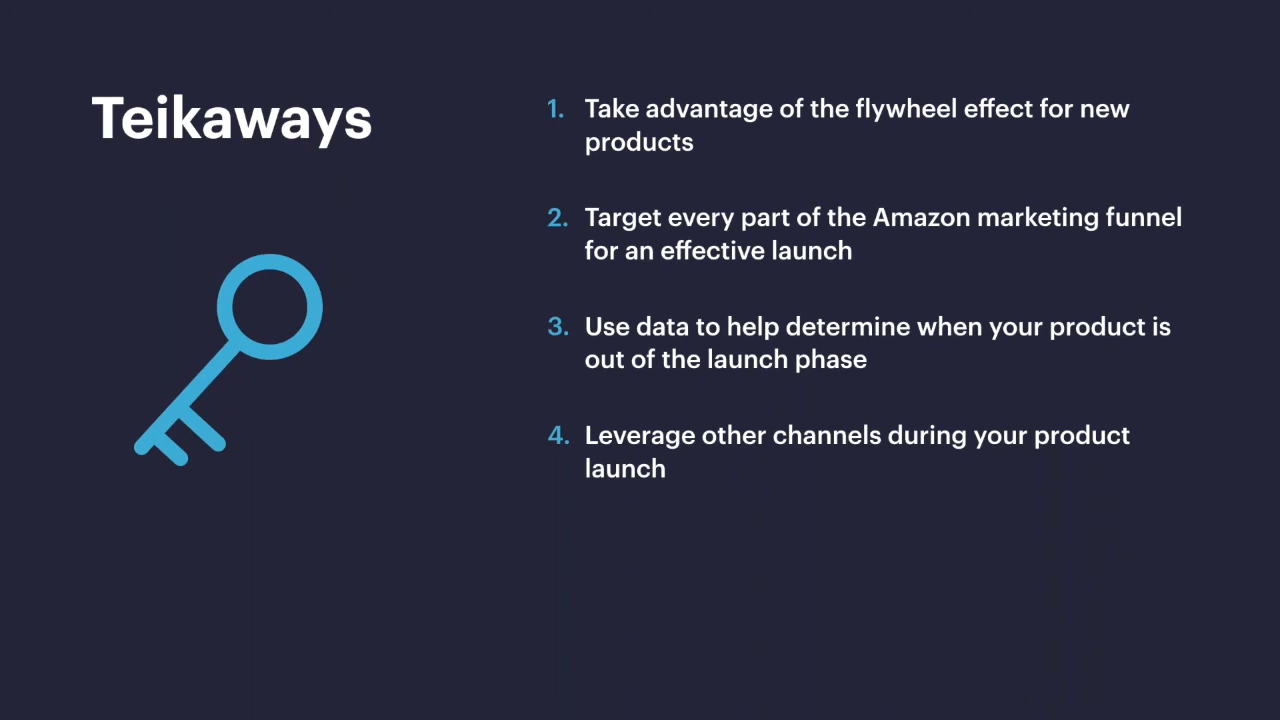 Teikaways
1. Take advantage of the flywheel effect for new
products
2. Target every part of the Amazon marketing funnel
for an effective launch
3. Use data to help determine when your product is
out of the launch phase
4. Leverage other channels during your product
launch